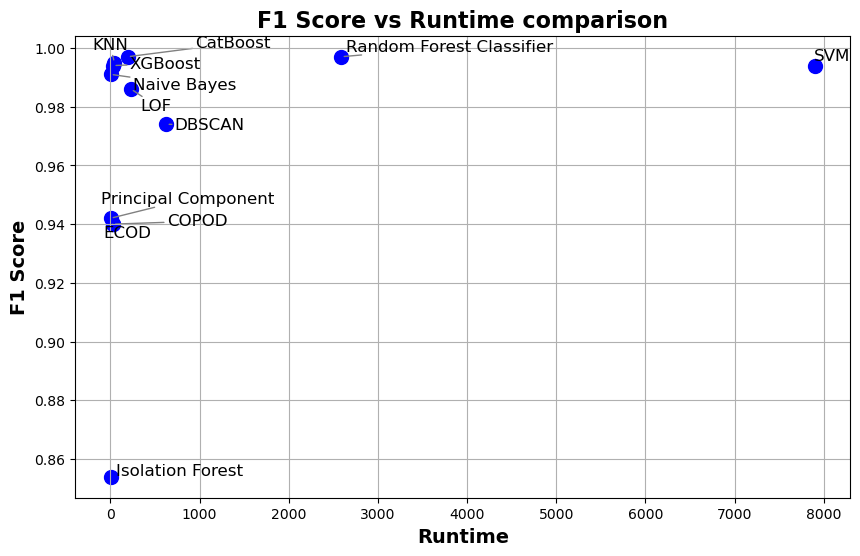 F1 Score vs Runtime comparison
KNN
CatBoost
Random Forest Classifier
SVM
XGBoost
Naive Bayes
LOF
DBSCAN
Principal Component
COPOD
ECOD
Isolation Forest
F1 Score
1.00
0.98
0.96
0.94
0.92
0.90
0.88
0.86
0 1000 2000 3000 4000 5000 6000 7000 8000
Runtime